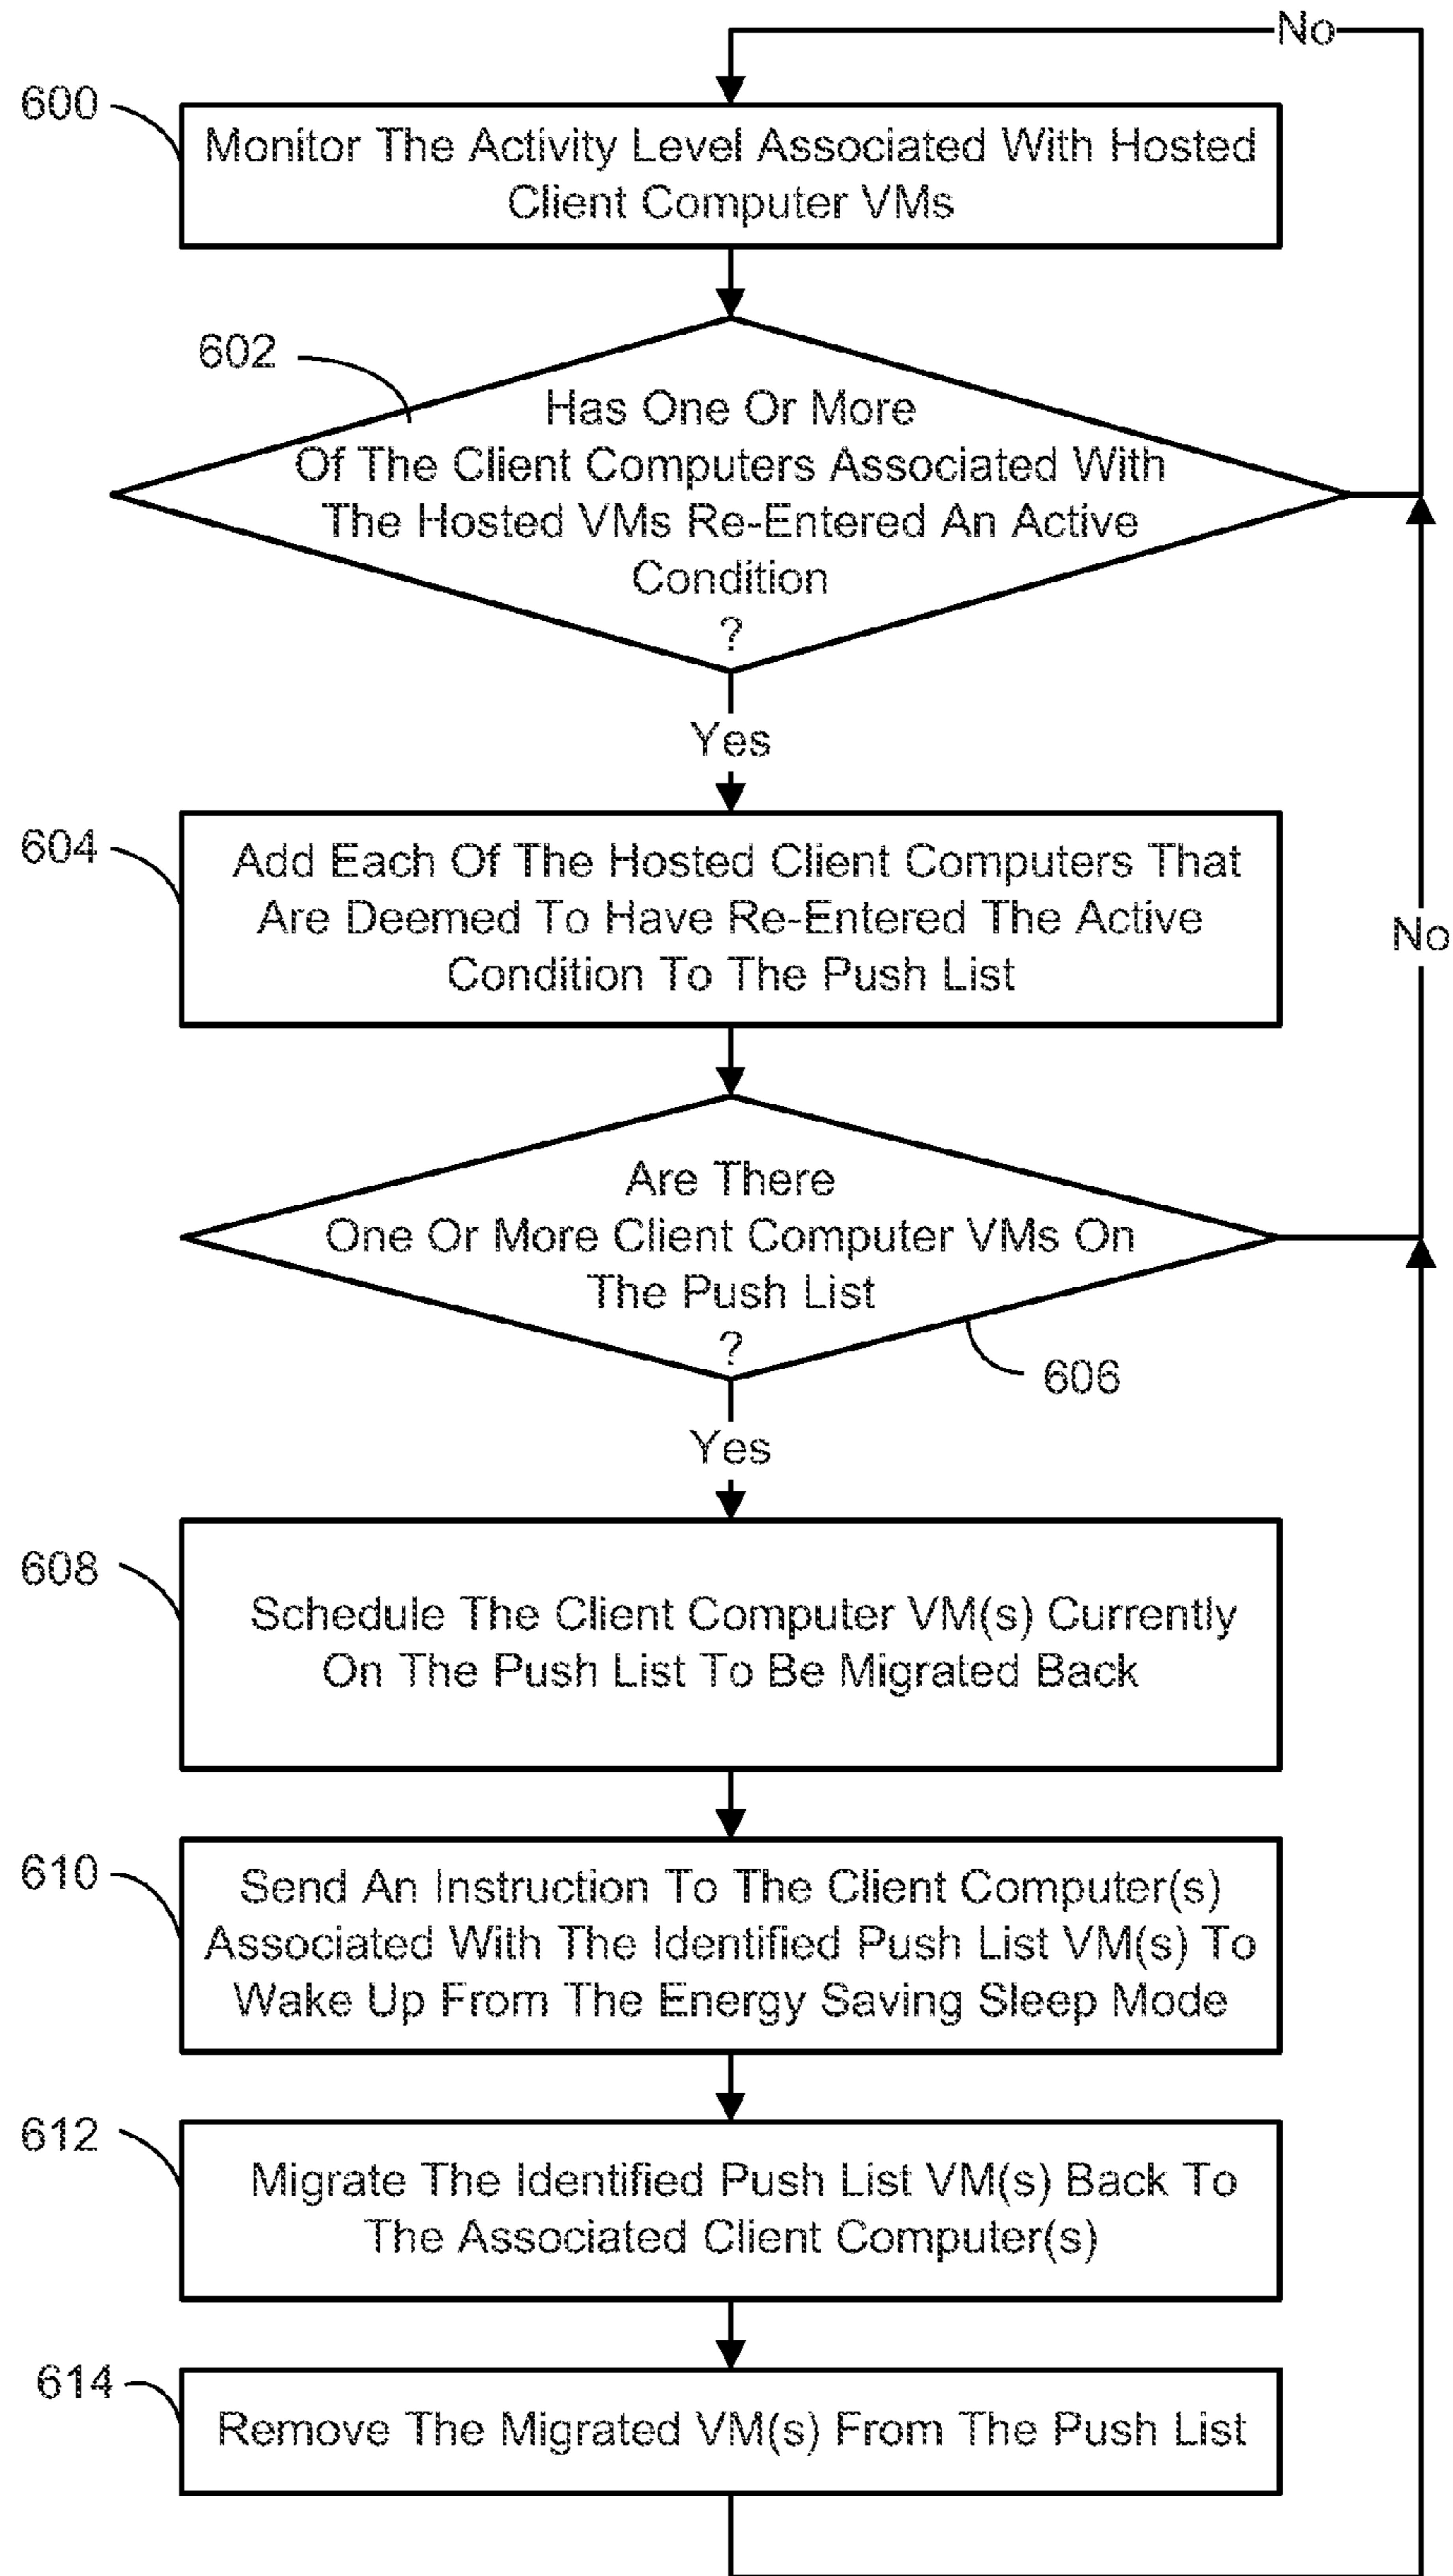 No
600
Monitor The Activity Level Associated With Hosted
Client Computer VMs
602
Has One Or More
Of The Client Computers Associated With
The Hosted VMs Re-Entered An Active
Condition
?
Yes
604
Add Each Of The Hosted Client Computers That
Are Deemed To Have Re-Entered The Active
Condition To The Push List
No
Are There
One Or More Client Computer VMs On
The Push List
?
606
Yes
608
Schedule The Client Computer VM(s) Currently
On The Push List To Be Migrated Back
610
Send An Instruction To The Client Computer(s)
Associated With The Identified Push List VM(s) To
Wake Up From The Energy Saving Sleep Mode
612
Migrate The Identified Push List VM(s) Back To
The Associated Client Computer(s)
614
Remove The Migrated VM(s) From The Push List